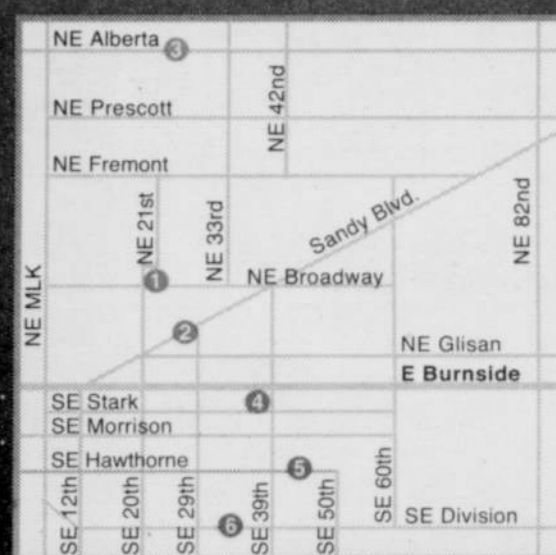 NE Alberta
3
NE Prescott
NE 42nd
NE Fremont
NE 21st
NE 33rd
Sandy Blvd.
NE 82nd
NE MLK
1
NE Broadway
2
NE Glisan
E Burnside
SE Stark
4
SE Morrison
SE Hawthorne
5
SE 12th
SE 20th
SE 29th
6
SE 39th
SE 50th
SE 60th
SE Division